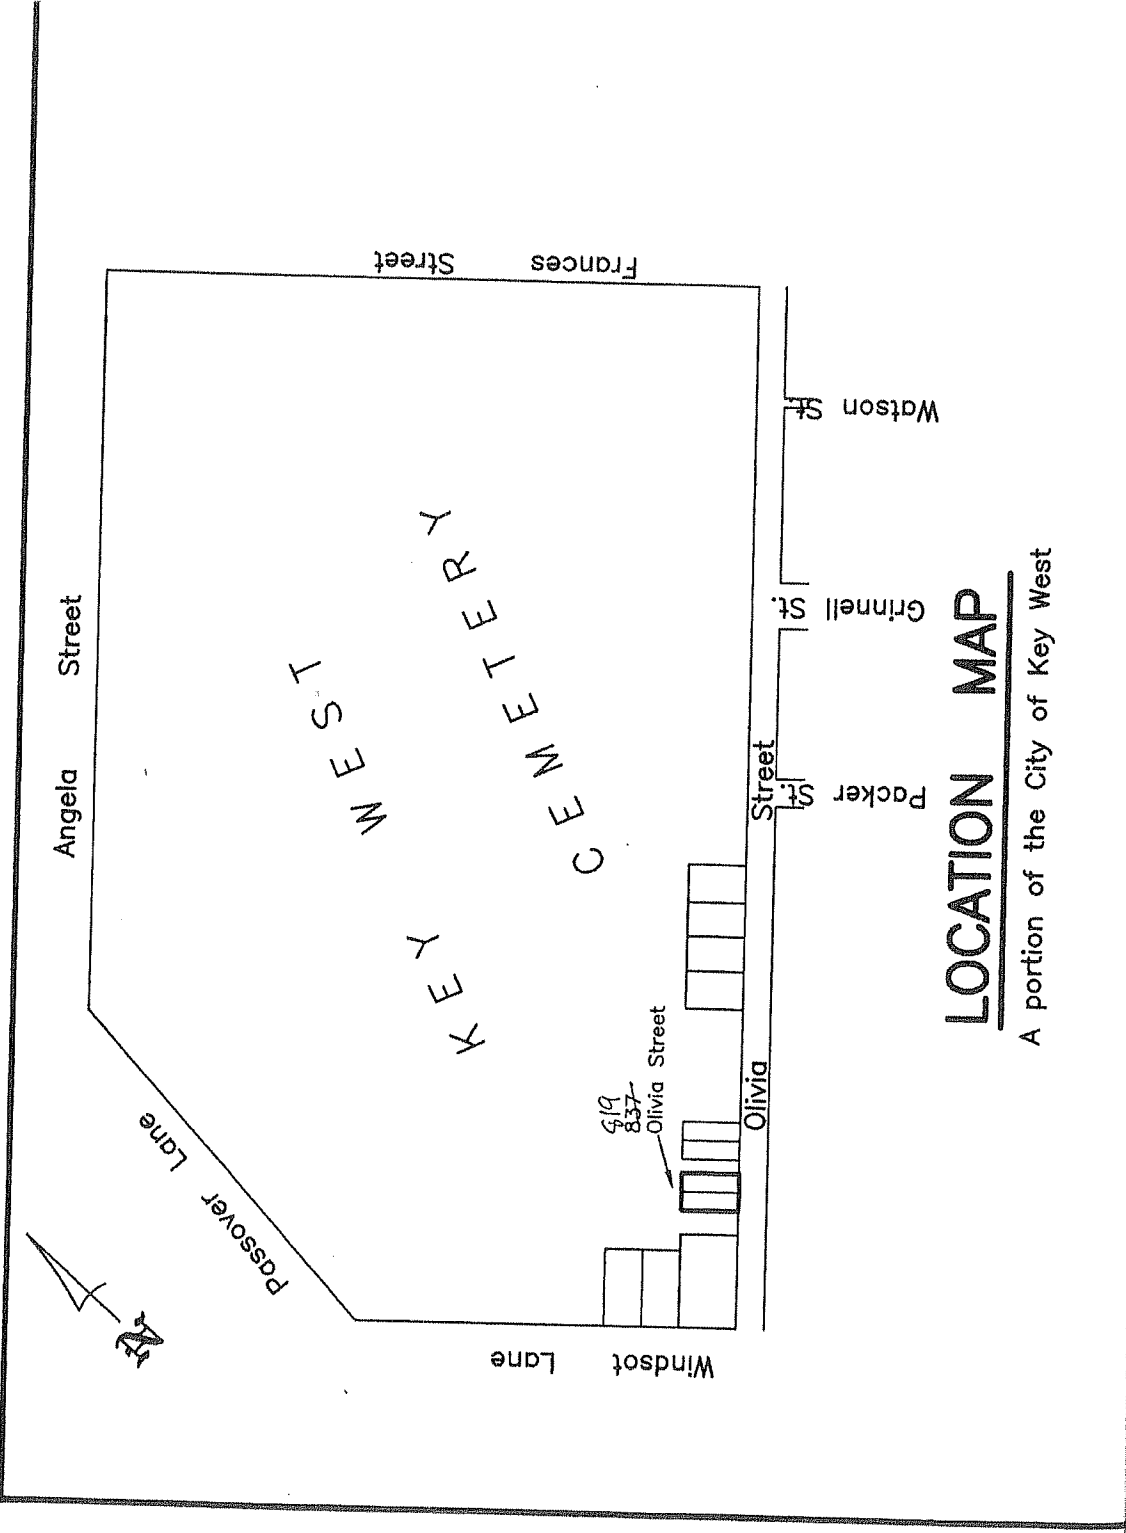 Angela Street
Frances Street
Passover Lane
KEY WEST
CEMETERY
Windsot Lane
819
837
Olivia Street
Olivia Street
Packer St.
Grinnell St.
Watson St.
N
LOCATION MAP
A portion of the City of Key West